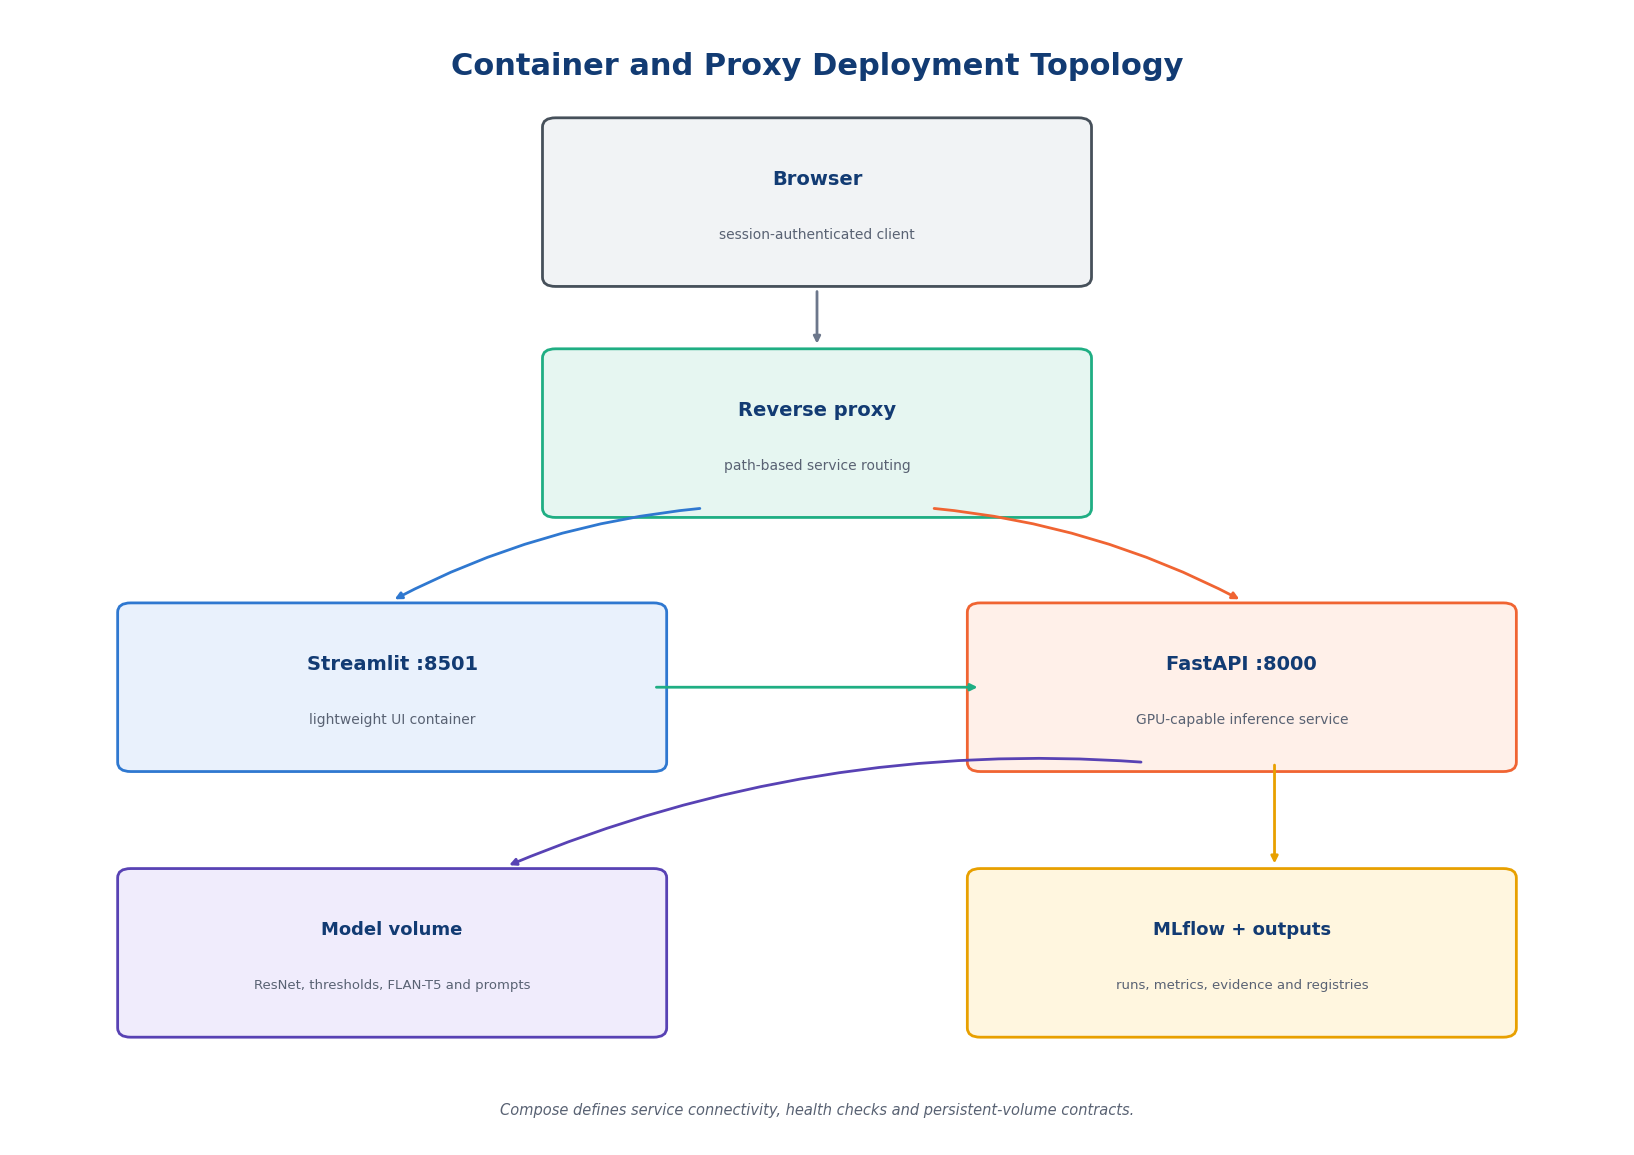 Container and Proxy Deployment Topology
Browser
session-authenticated client
Reverse proxy
path-based service routing
Streamlit :8501
lightweight UI container
FastAPI :8000
GPU-capable inference service
Model volume
ResNet, thresholds, FLAN-T5 and prompts
MLflow + outputs
runs, metrics, evidence and registries
Compose defines service connectivity, health checks and persistent-volume contracts.